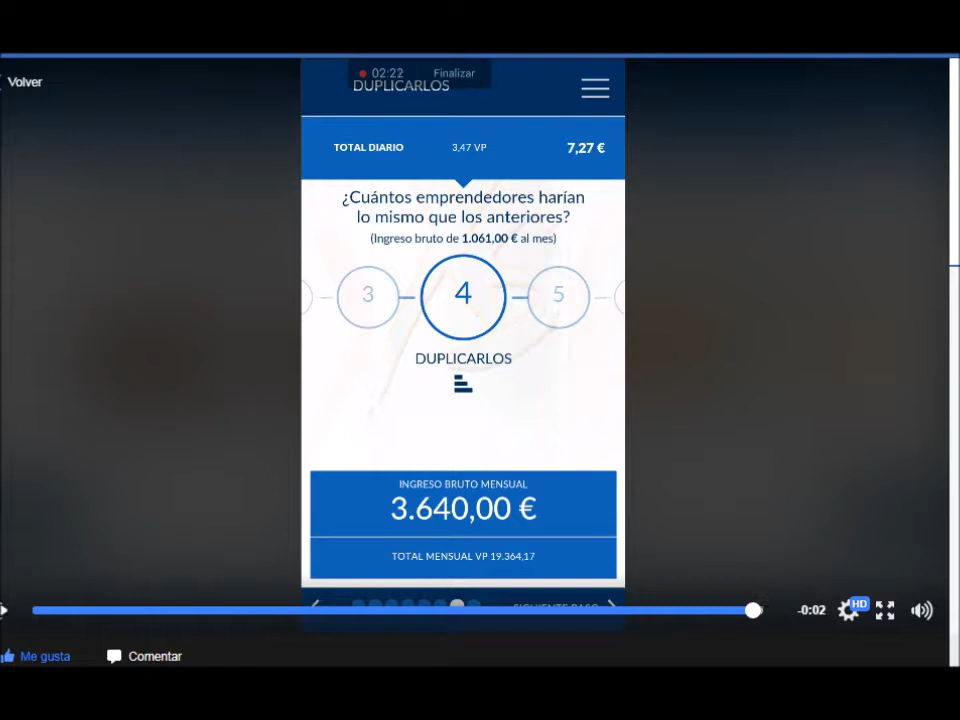 Volver
02:22 Finalizar
DUPLICARLOS
TOTAL DIARIO 3,47 VP 7,27 €
¿Cuántos emprendedores harían
lo mismo que los anteriores?
(Ingreso bruto de 1.061,00 € al mes)
3 4 5
DUPLICARLOS
INGRESO BRUTO MENSUAL
3.640,00 €
TOTAL MENSUAL VP 19.364,17
SIGUIENTE PASO
-0:02 HD
Me gusta Comentar